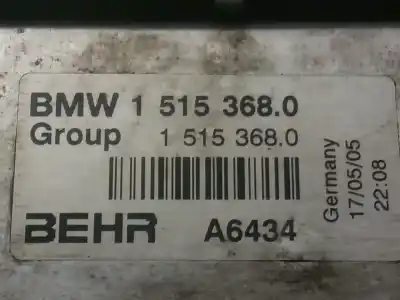 BMW 1 515 368.0
Group 1 515 368.0
BEHR A6434
Germany
17/05/05
22:08